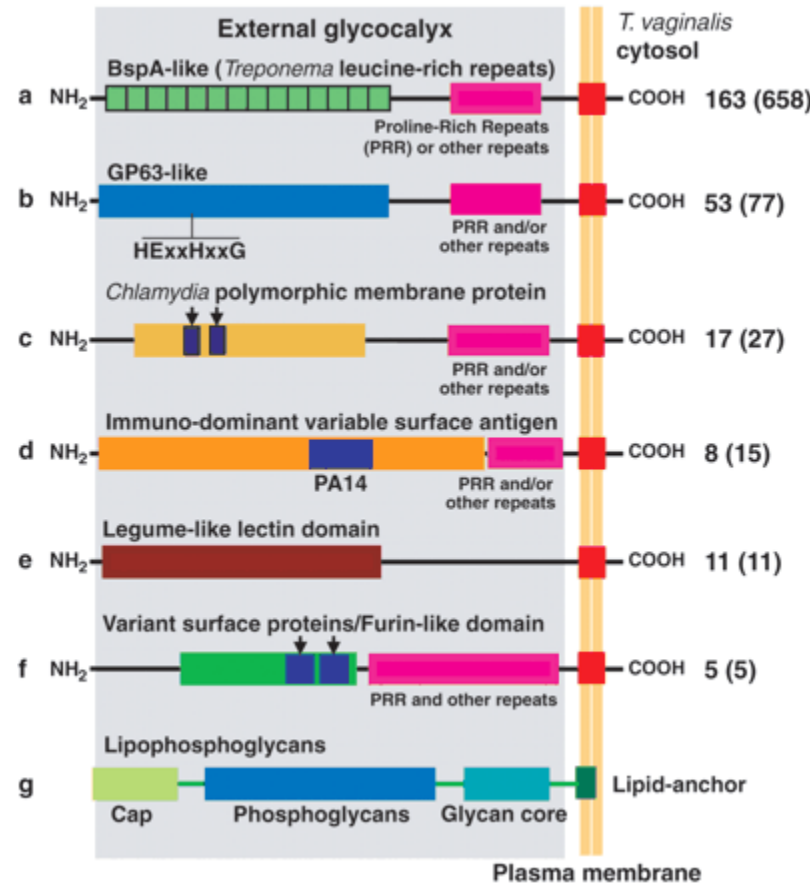 External glycocalyx
T. vaginalis
cytosol
BspA-like (Treponema leucine-rich repeats)
a NH2 COOH 163 (658)
Proline-Rich Repeats
(PRR) or other repeats
GP63-like
b NH2 COOH 53 (77)
HExxHxxG
PRR and/or
other repeats
Chlamydia polymorphic membrane protein
c NH2 COOH 17 (27)
PRR and/or
other repeats
Immuno-dominant variable surface antigen
d NH2 COOH 8 (15)
PA14
PRR and/or
other repeats
Legume-like lectin domain
e NH2 COOH 11 (11)
Variant surface proteins/Furin-like domain
f NH2 COOH 5 (5)
PRR and other repeats
Lipophosphoglycans
g Lipid-anchor
Cap Phosphoglycans Glycan core
Plasma membrane